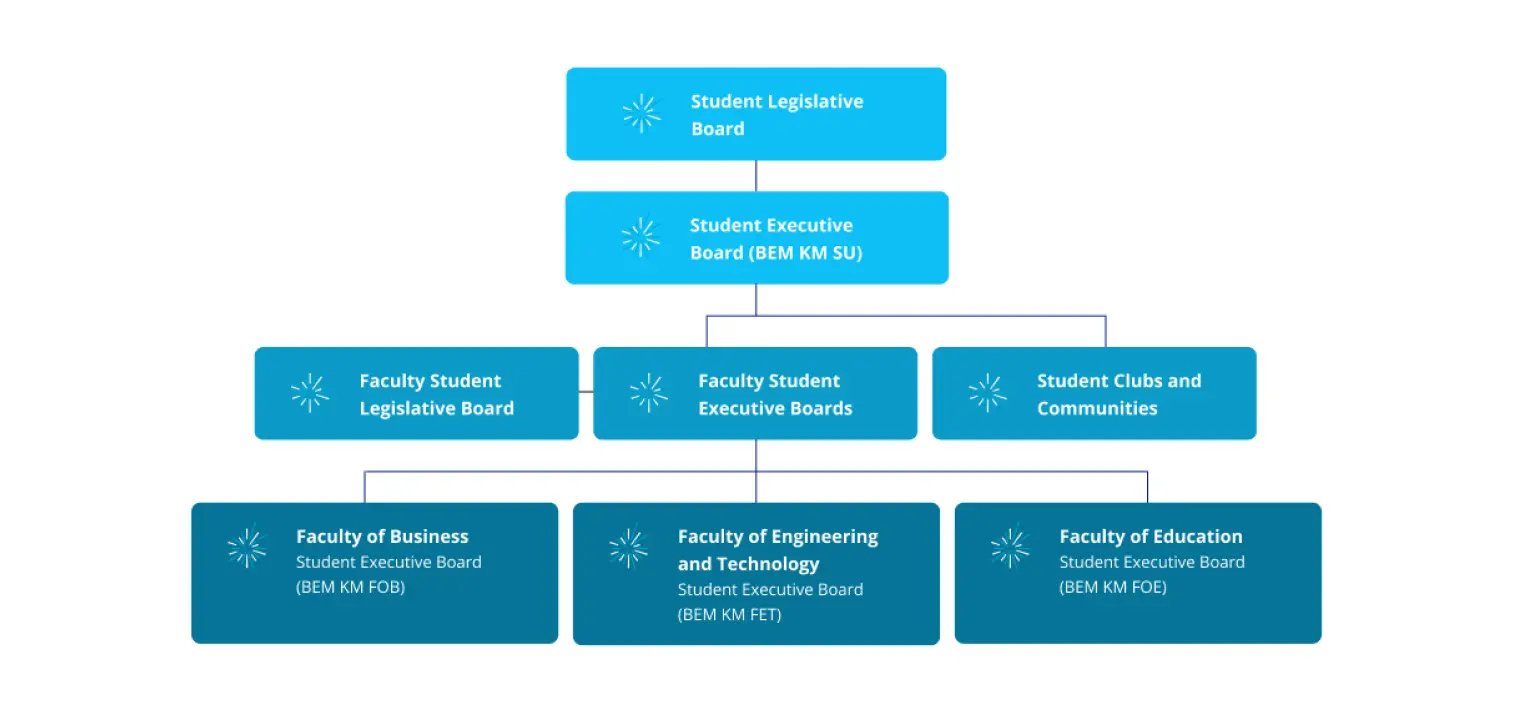 Student Legislative
Board
Student Executive
Board (BEM KM SU)
Faculty Student
Legislative Board
Faculty Student
Executive Boards
Student Clubs and
Communities
Faculty of Business
Student Executive Board
(BEM KM FOB)
Faculty of Engineering
and Technology
Student Executive Board
(BEM KM FET)
Faculty of Education
Student Executive Board
(BEM KM FOE)